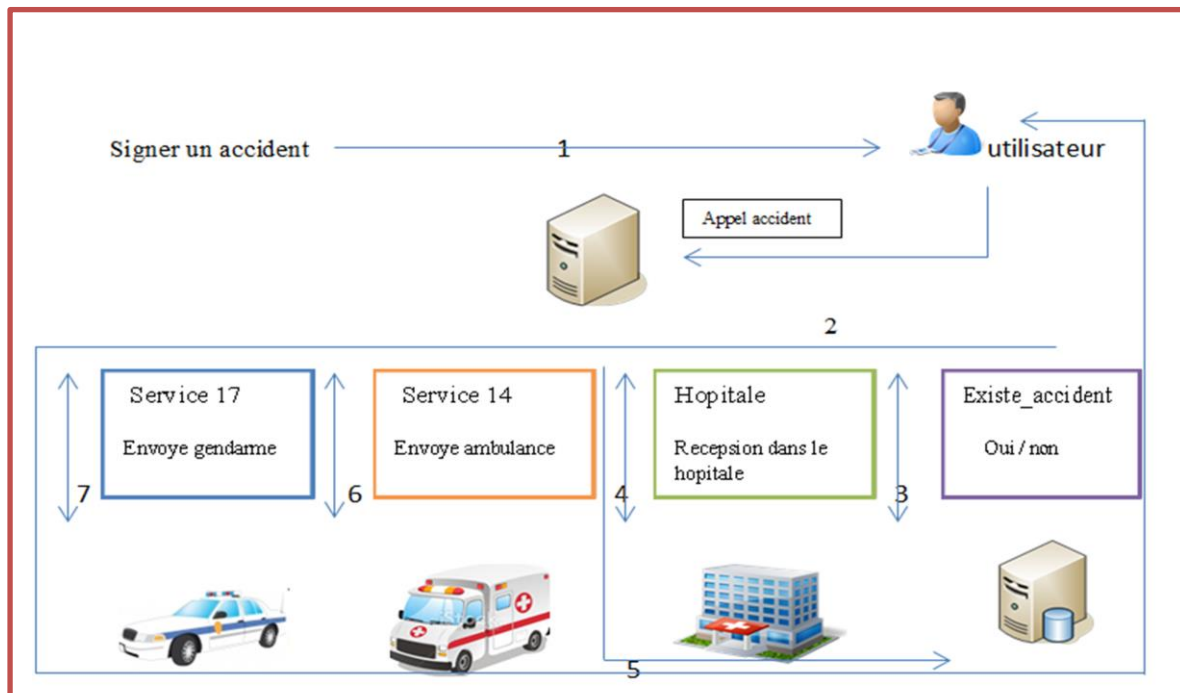 Signer un accident
1
utilisateur
Appel accident
2
Service 17
Envoye gendarme
Service 14
Envoye ambulance
Hopitale
Recepsion dans le
hopitale
Existe_accident
Oui / non
7
6
4
3
5